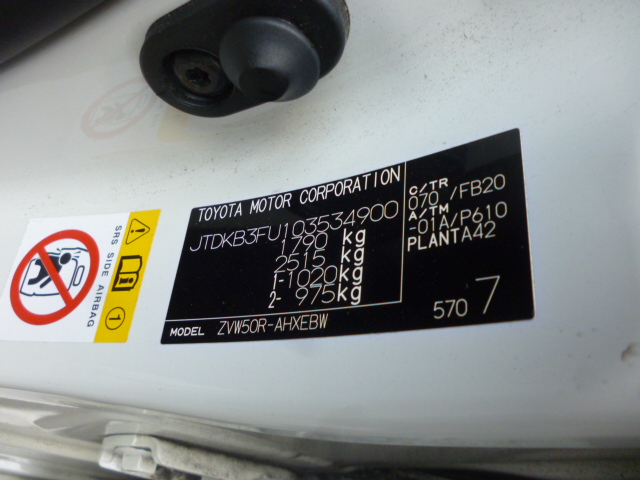 TOYOTA MOTOR CORPORATION
JTDKB3FU103534900
1790 kg
2515 kg
1-1020kg
2- 975kg
MODEL ZVW50R-AHXEBW
C/TR
070 /FB20
A/TM
-01A/P610
PLANTA42
570 7
SRS SIDE AIRBAG
1